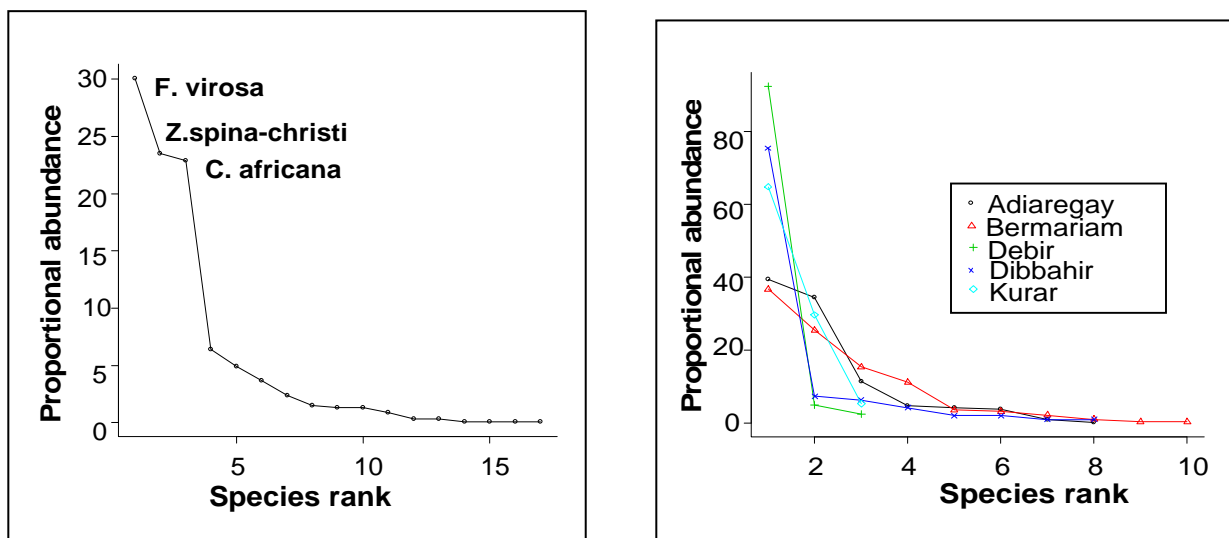 Proportional abundance
30
25
20
15
10
5
0
F. virosa
Z.spina-christi
C. africana
5
10
15
Species rank
Proportional abundance
80
60
40
20
0
Adiaregay
Bermariam
Debir
Dibbahir
Kurar
2
4
6
8
10
Species rank